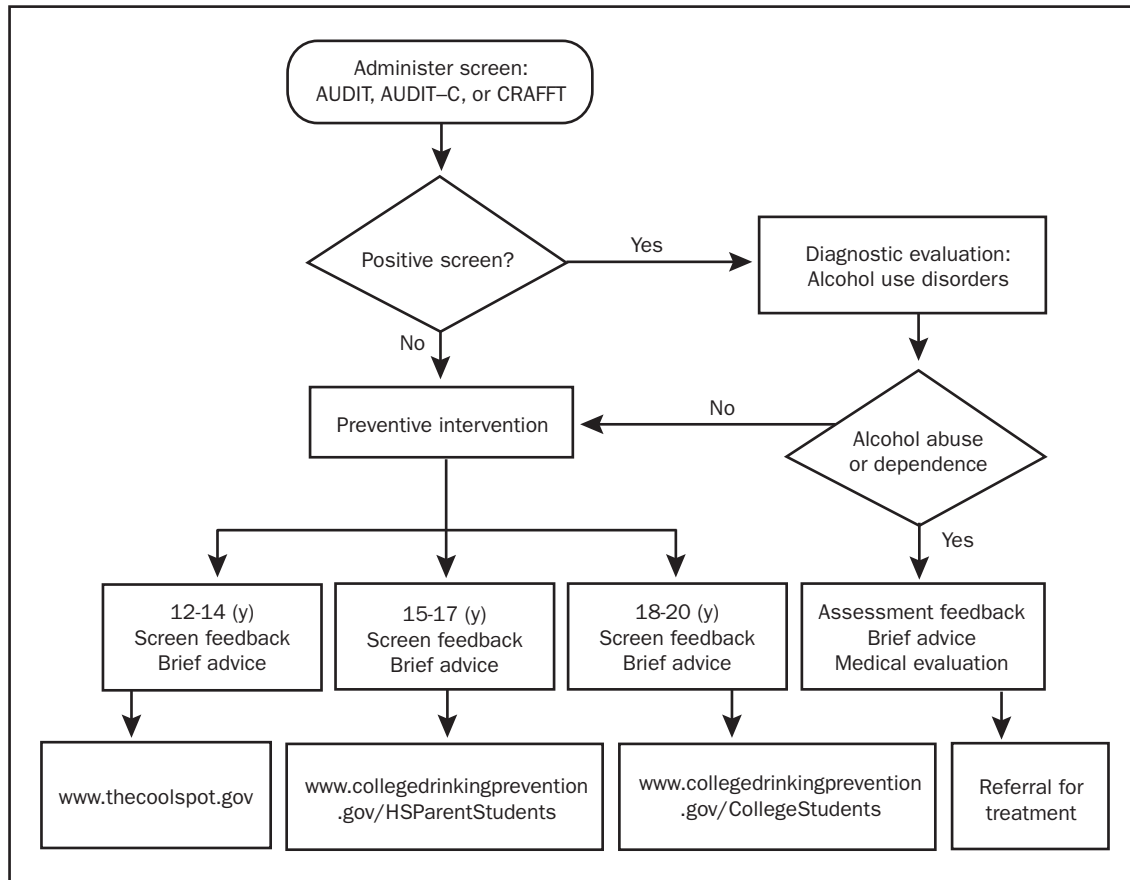 Administer screen:
AUDIT, AUDIT–C, or CRAFFT
Positive screen?
Yes
Diagnostic evaluation:
Alcohol use disorders
No
Preventive intervention
No
Alcohol abuse
or dependence
Yes
12-14 (y)
Screen feedback
Brief advice
15-17 (y)
Screen feedback
Brief advice
18-20 (y)
Screen feedback
Brief advice
Assessment feedback
Brief advice
Medical evaluation
www.thecoolspot.gov
www.collegedrinkingprevention
.gov/HSParentStudents
www.collegedrinkingprevention
.gov/CollegeStudents
Referral for
treatment